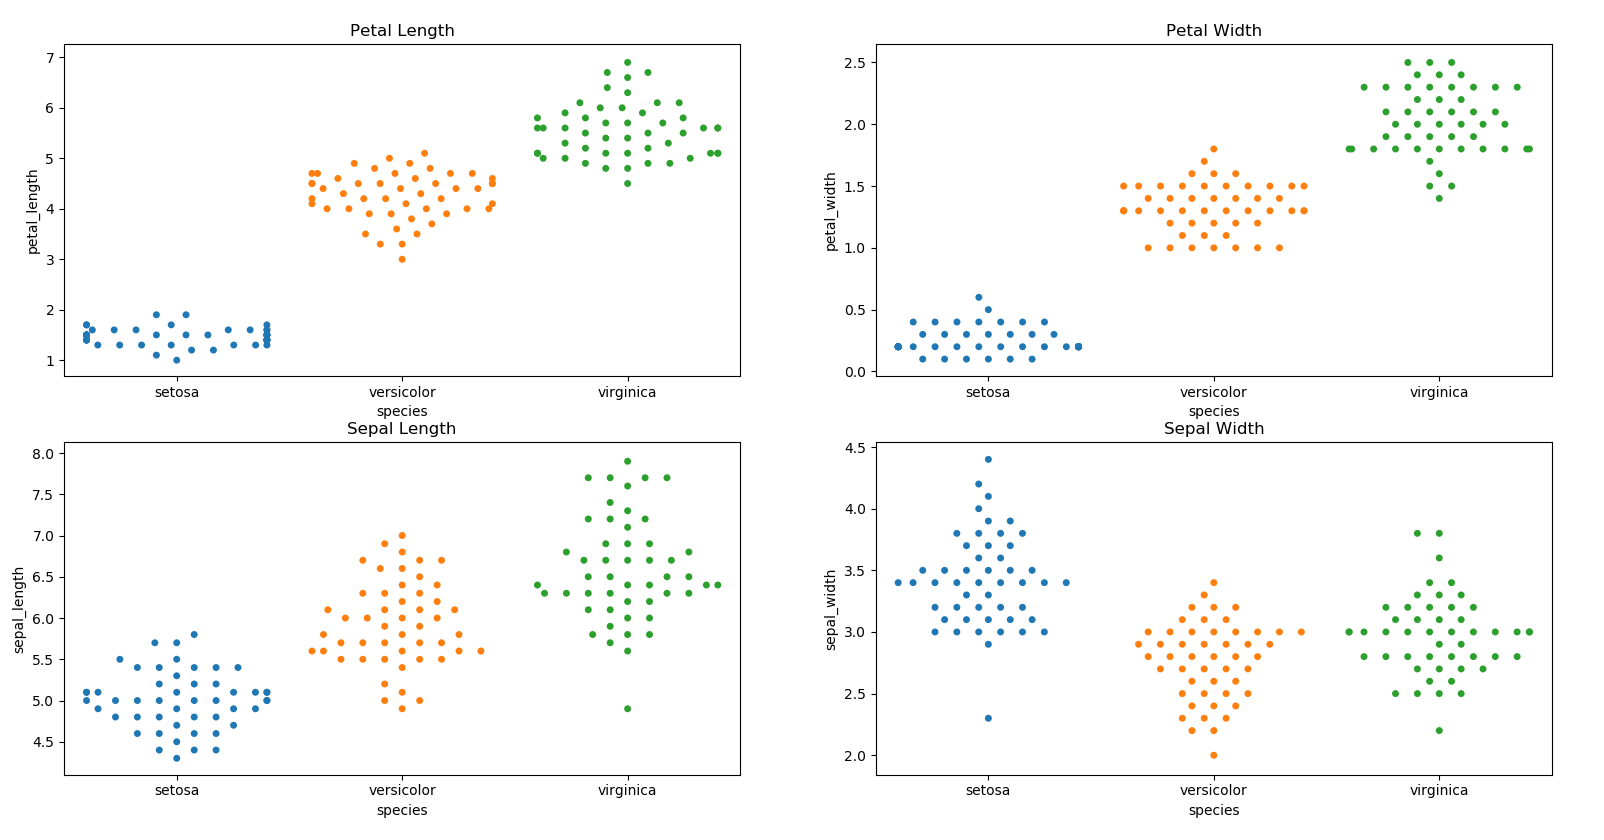 Petal Length
7
6
5
4
3
2
1
petal_length
setosa versicolor virginica
species
Petal Width
2.5
2.0
1.5
1.0
0.5
0.0
petal_width
setosa versicolor virginica
species
Sepal Length
8.0
7.5
7.0
6.5
6.0
5.5
5.0
4.5
sepal_length
setosa versicolor virginica
species
Sepal Width
4.5
4.0
3.5
3.0
2.5
2.0
sepal_width
setosa versicolor virginica
species